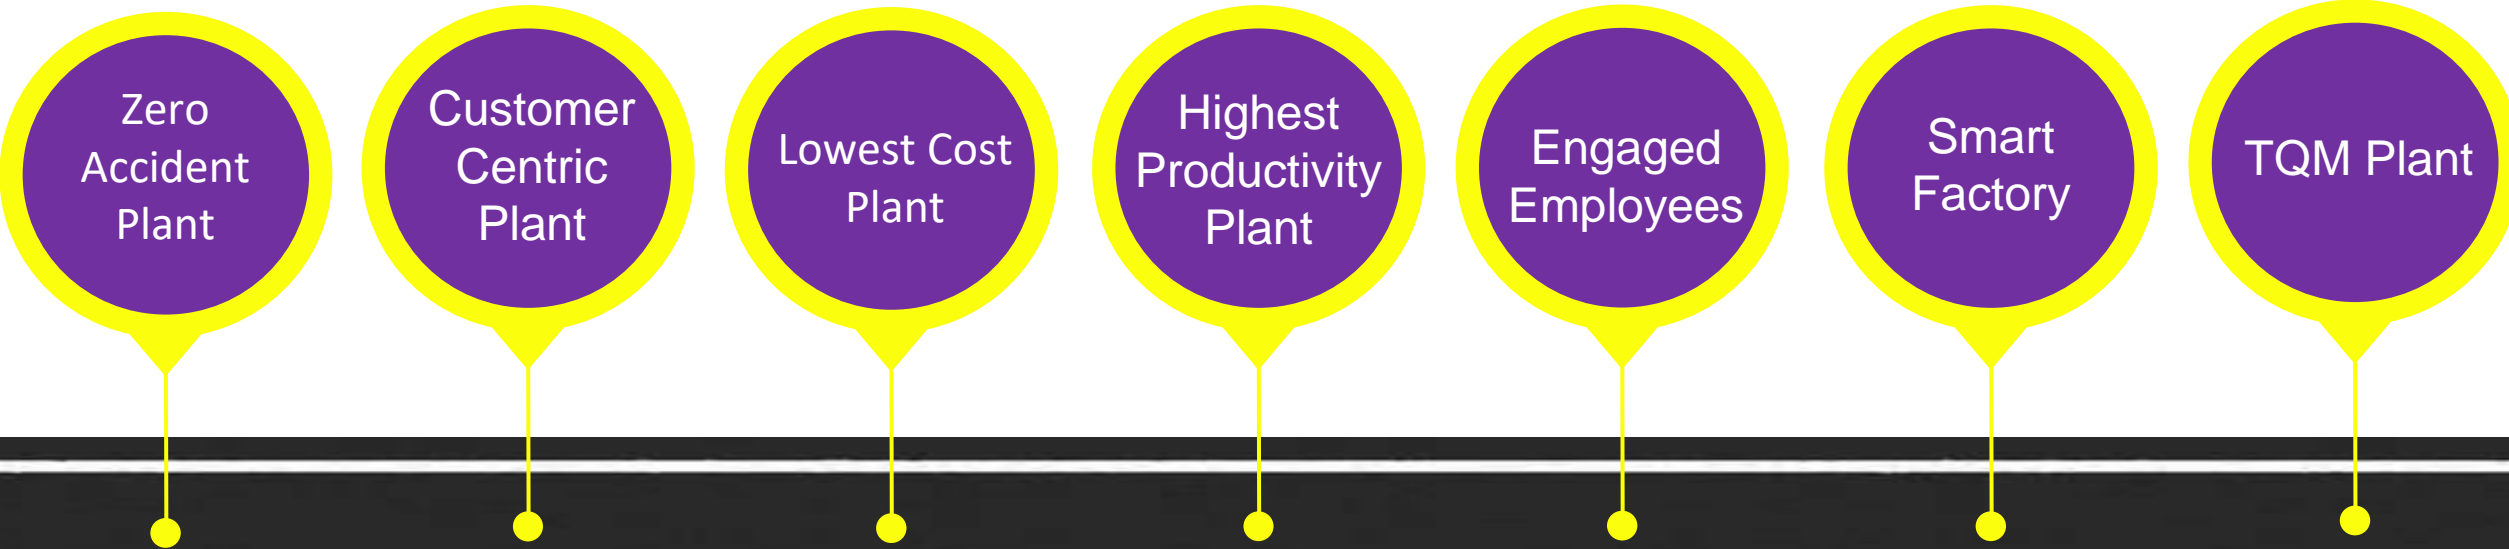 Zero
Accident
Plant
Customer
Centric
Plant
Lowest Cost
Plant
Highest
Productivity
Plant
Engaged
Employees
Smart
Factory
TQM Plant